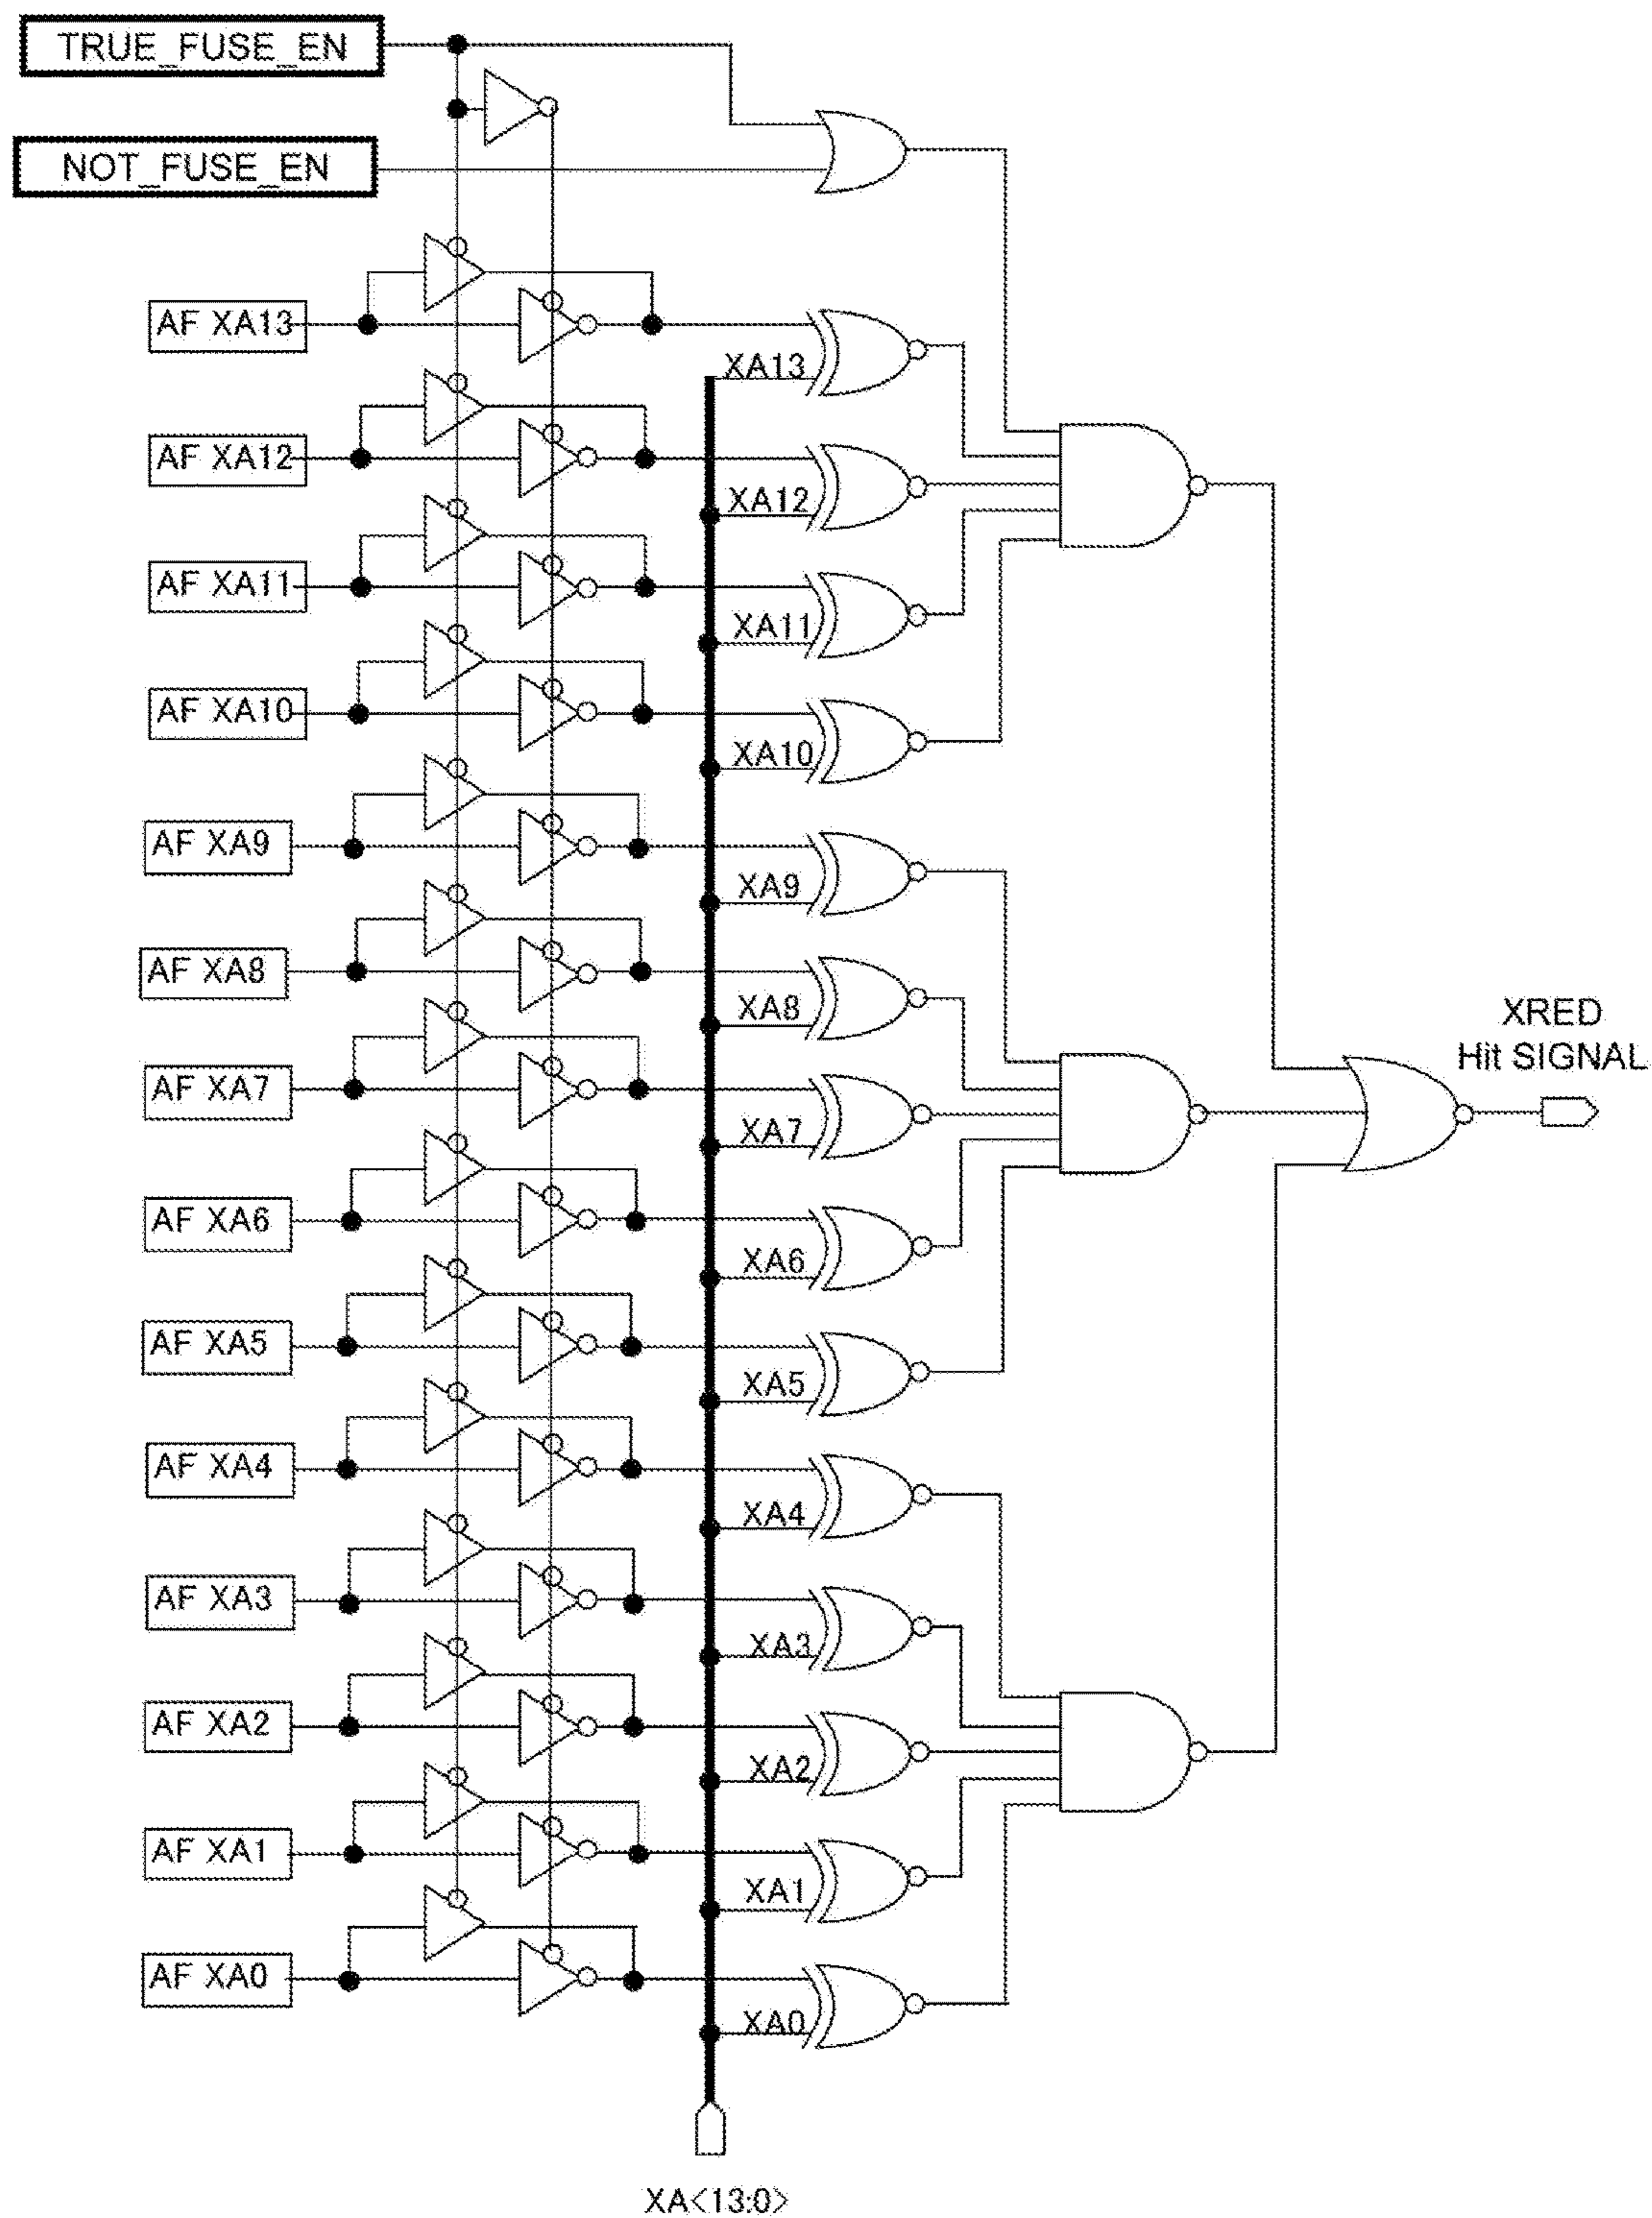 TRUE_FUSE_EN
NOT_FUSE_EN
AF XA13
XA13
AF XA12
XA12
AF XA11
XA11
AF XA10
XA10
AF XA9
XA9
AF XA8
XA8
XRED
Hit SIGNAL
AF XA7
XA7
AF XA6
XA6
AF XA5
XA5
AF XA4
XA4
AF XA3
XA3
AF XA2
XA2
AF XA1
XA1
AF XA0
XA0
XA<13:0>